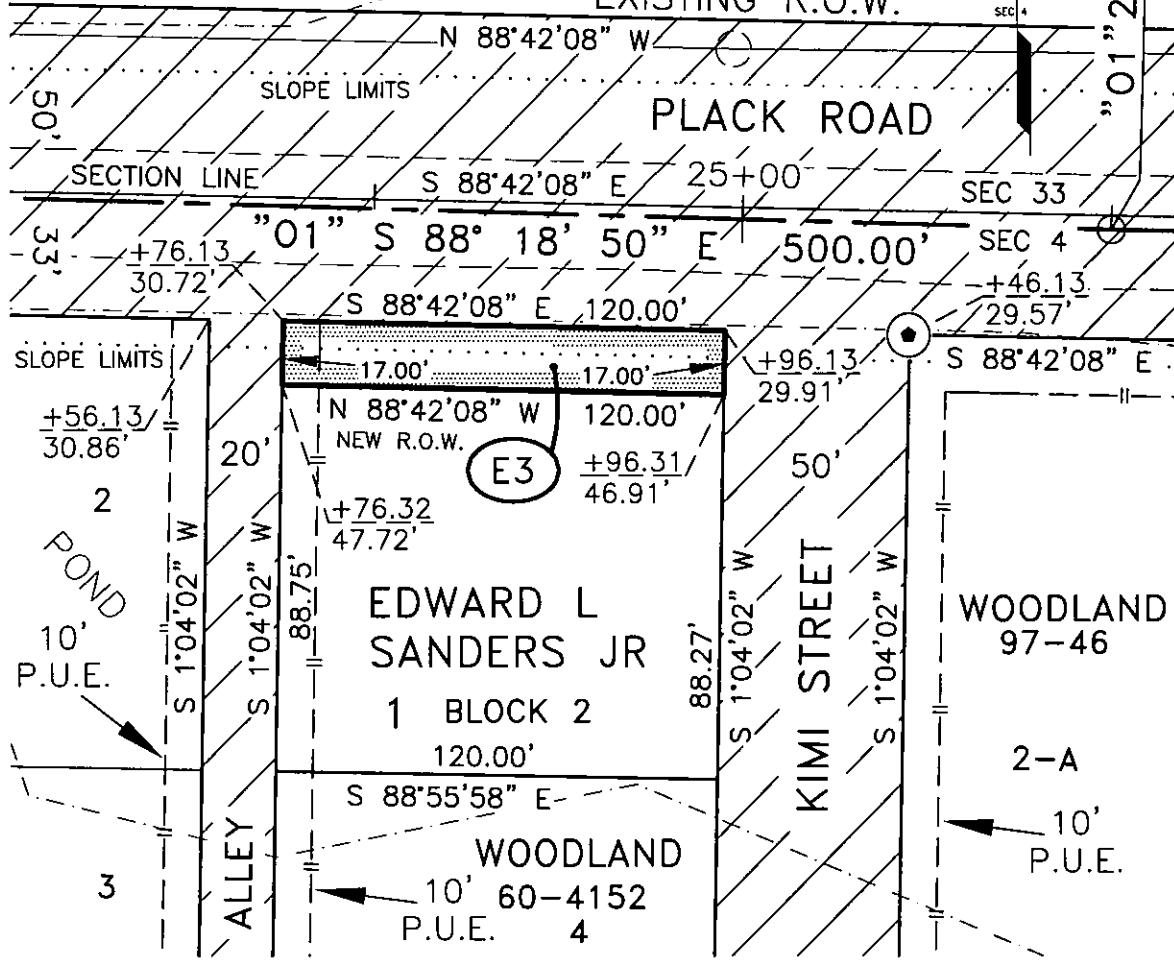 EXISTING R.O.W.
SEC 4
N 88°42'08" W
"01" 2
SLOPE LIMITS
50'
PLACK ROAD
SECTION LINE
S 88°42'08" E
25+00
SEC 33
33'
"01" S 88° 18' 50" E 500.00'
SEC 4
+76.13
30.72'
+46.13
29.57'
S 88°42'08" E 120.00'
SLOPE LIMITS
17.00'
17.00'
+96.13
29.91'
S 88°42'08" E
+56.13
30.86'
N 88°42'08" W 120.00'
NEW R.O.W.
20'
E3
+96.31
46.91'
50'
2
+76.32
47.72'
POND
S 1°04'02" W
S 1°04'02" W
88.75'
EDWARD L
SANDERS JR
88.27'
S 1°04'02" W
KIMI STREET
S 1°04'02" W
WOODLAND
97-46
10'
P.U.E.
1 BLOCK 2
120.00'
2-A
S 88°55'58" E
ALLEY
WOODLAND
60-4152
4
10'
P.U.E.
3
10'
P.U.E.